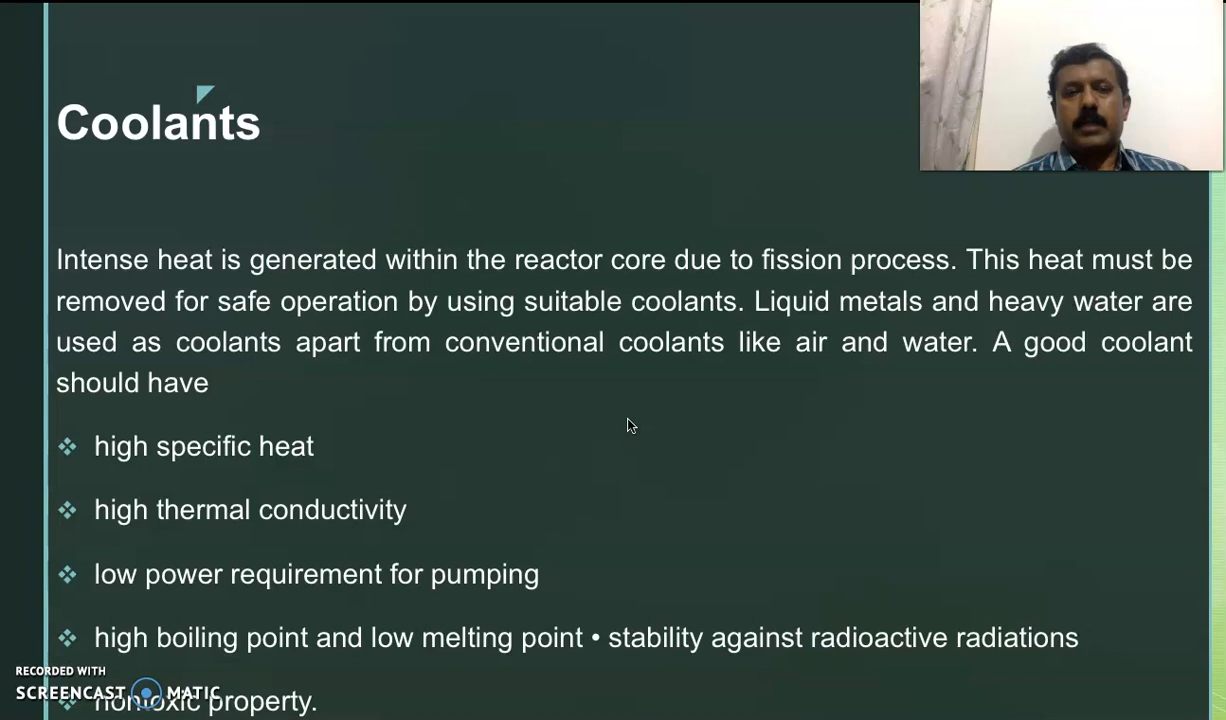 Coolants
Intense heat is generated within the reactor core due to fission process. This heat must be
removed for safe operation by using suitable coolants. Liquid metals and heavy water are
used as coolants apart from conventional coolants like air and water. A good coolant
should have
high specific heat
high thermal conductivity
low power requirement for pumping
high boiling point and low melting point • stability against radioactive radiations
RECORDED WITH
SCREENCAST MATIC
nontoxic property.